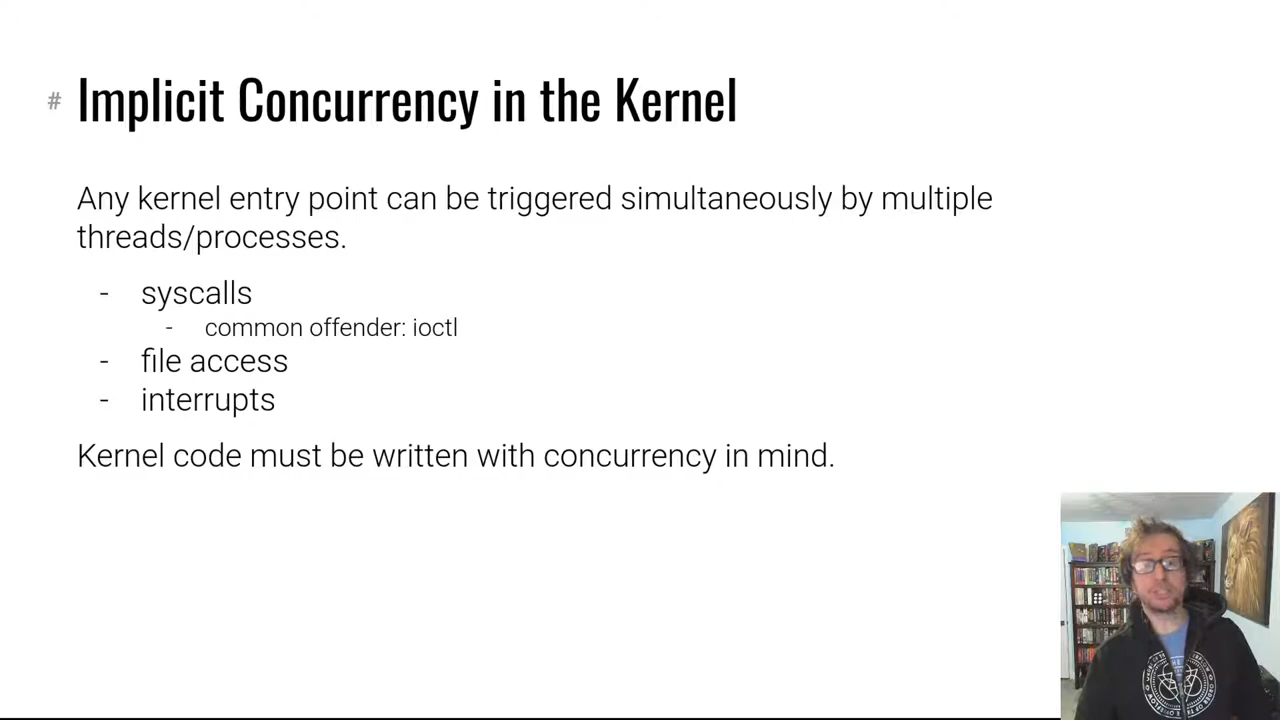 # Implicit Concurrency in the Kernel
Any kernel entry point can be triggered simultaneously by multiple
threads/processes.
- syscalls
- common offender: ioctl
- file access
- interrupts
Kernel code must be written with concurrency in mind.